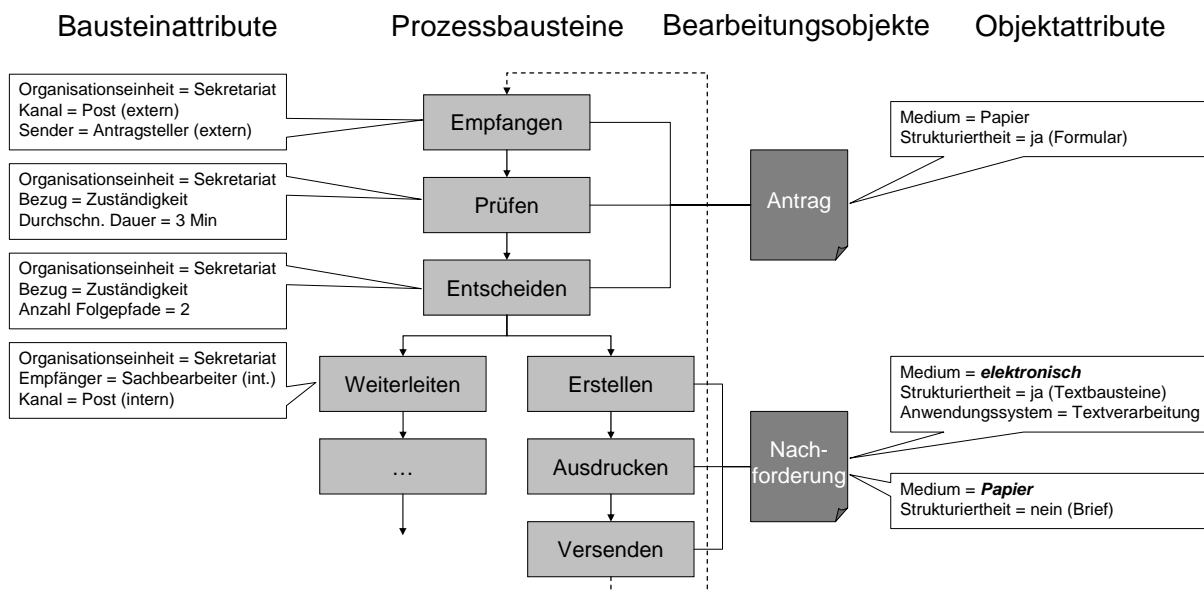 Bausteinattribute
Prozessbausteine
Bearbeitungsobjekte
Objektattribute
Organisationseinheit = Sekretariat
Kanal = Post (extern)
Sender = Antragsteller (extern)
Empfangen
Medium = Papier
Strukturiertheit = ja (Formular)
Organisationseinheit = Sekretariat
Bezug = Zuständigkeit
Durchschn. Dauer = 3 Min
Prüfen
Antrag
Organisationseinheit = Sekretariat
Bezug = Zuständigkeit
Anzahl Folgepfade = 2
Entscheiden
Organisationseinheit = Sekretariat
Empfänger = Sachbearbeiter (int.)
Kanal = Post (intern)
Weiterleiten
Erstellen
Medium = elektronisch
Strukturiertheit = ja (Textbausteine)
Anwendungssystem = Textverarbeitung
…
Ausdrucken
Nach-
forderung
Medium = Papier
Strukturiertheit = nein (Brief)
Versenden